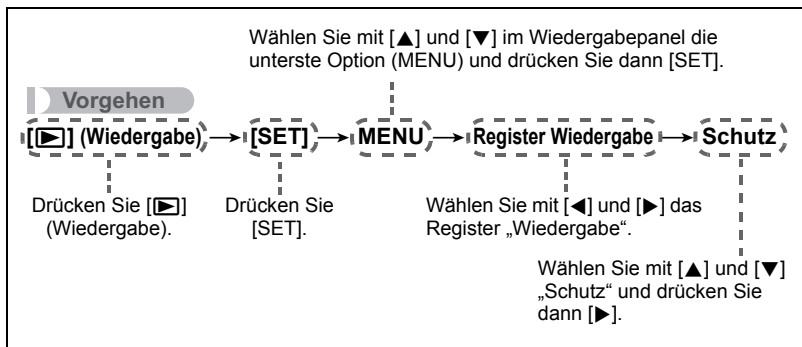 Wählen Sie mit [▲] und [▼] im Wiedergabepanel die
unterste Option (MENU) und drücken Sie dann [SET].
Vorgehen
[▶] (Wiedergabe) → [SET] → MENU → Register Wiedergabe → Schutz
Drücken Sie [▶]
(Wiedergabe).
Drücken Sie
[SET].
Wählen Sie mit [◀] und [▶] das
Register „Wiedergabe“.
Wählen Sie mit [▲] und [▼]
„Schutz“ und drücken Sie
dann [▶].